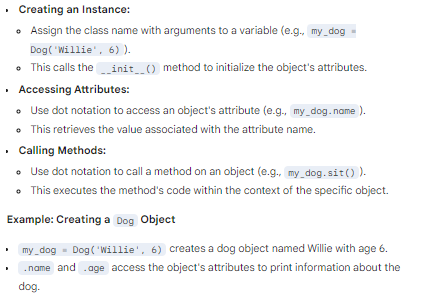 • Creating an Instance:
∘ Assign the class name with arguments to a variable (e.g., my_dog =
Dog('Willie', 6) ).
∘ This calls the __init__() method to initialize the object's attributes.
• Accessing Attributes:
∘ Use dot notation to access an object's attribute (e.g., my_dog.name ).
∘ This retrieves the value associated with the attribute name.
• Calling Methods:
∘ Use dot notation to call a method on an object (e.g., my_dog.sit() ).
∘ This executes the method's code within the context of the specific object.
Example: Creating a Dog Object
• my_dog = Dog('Willie', 6) creates a dog object named Willie with age 6.
• .name and .age access the object's attributes to print information about the
dog.